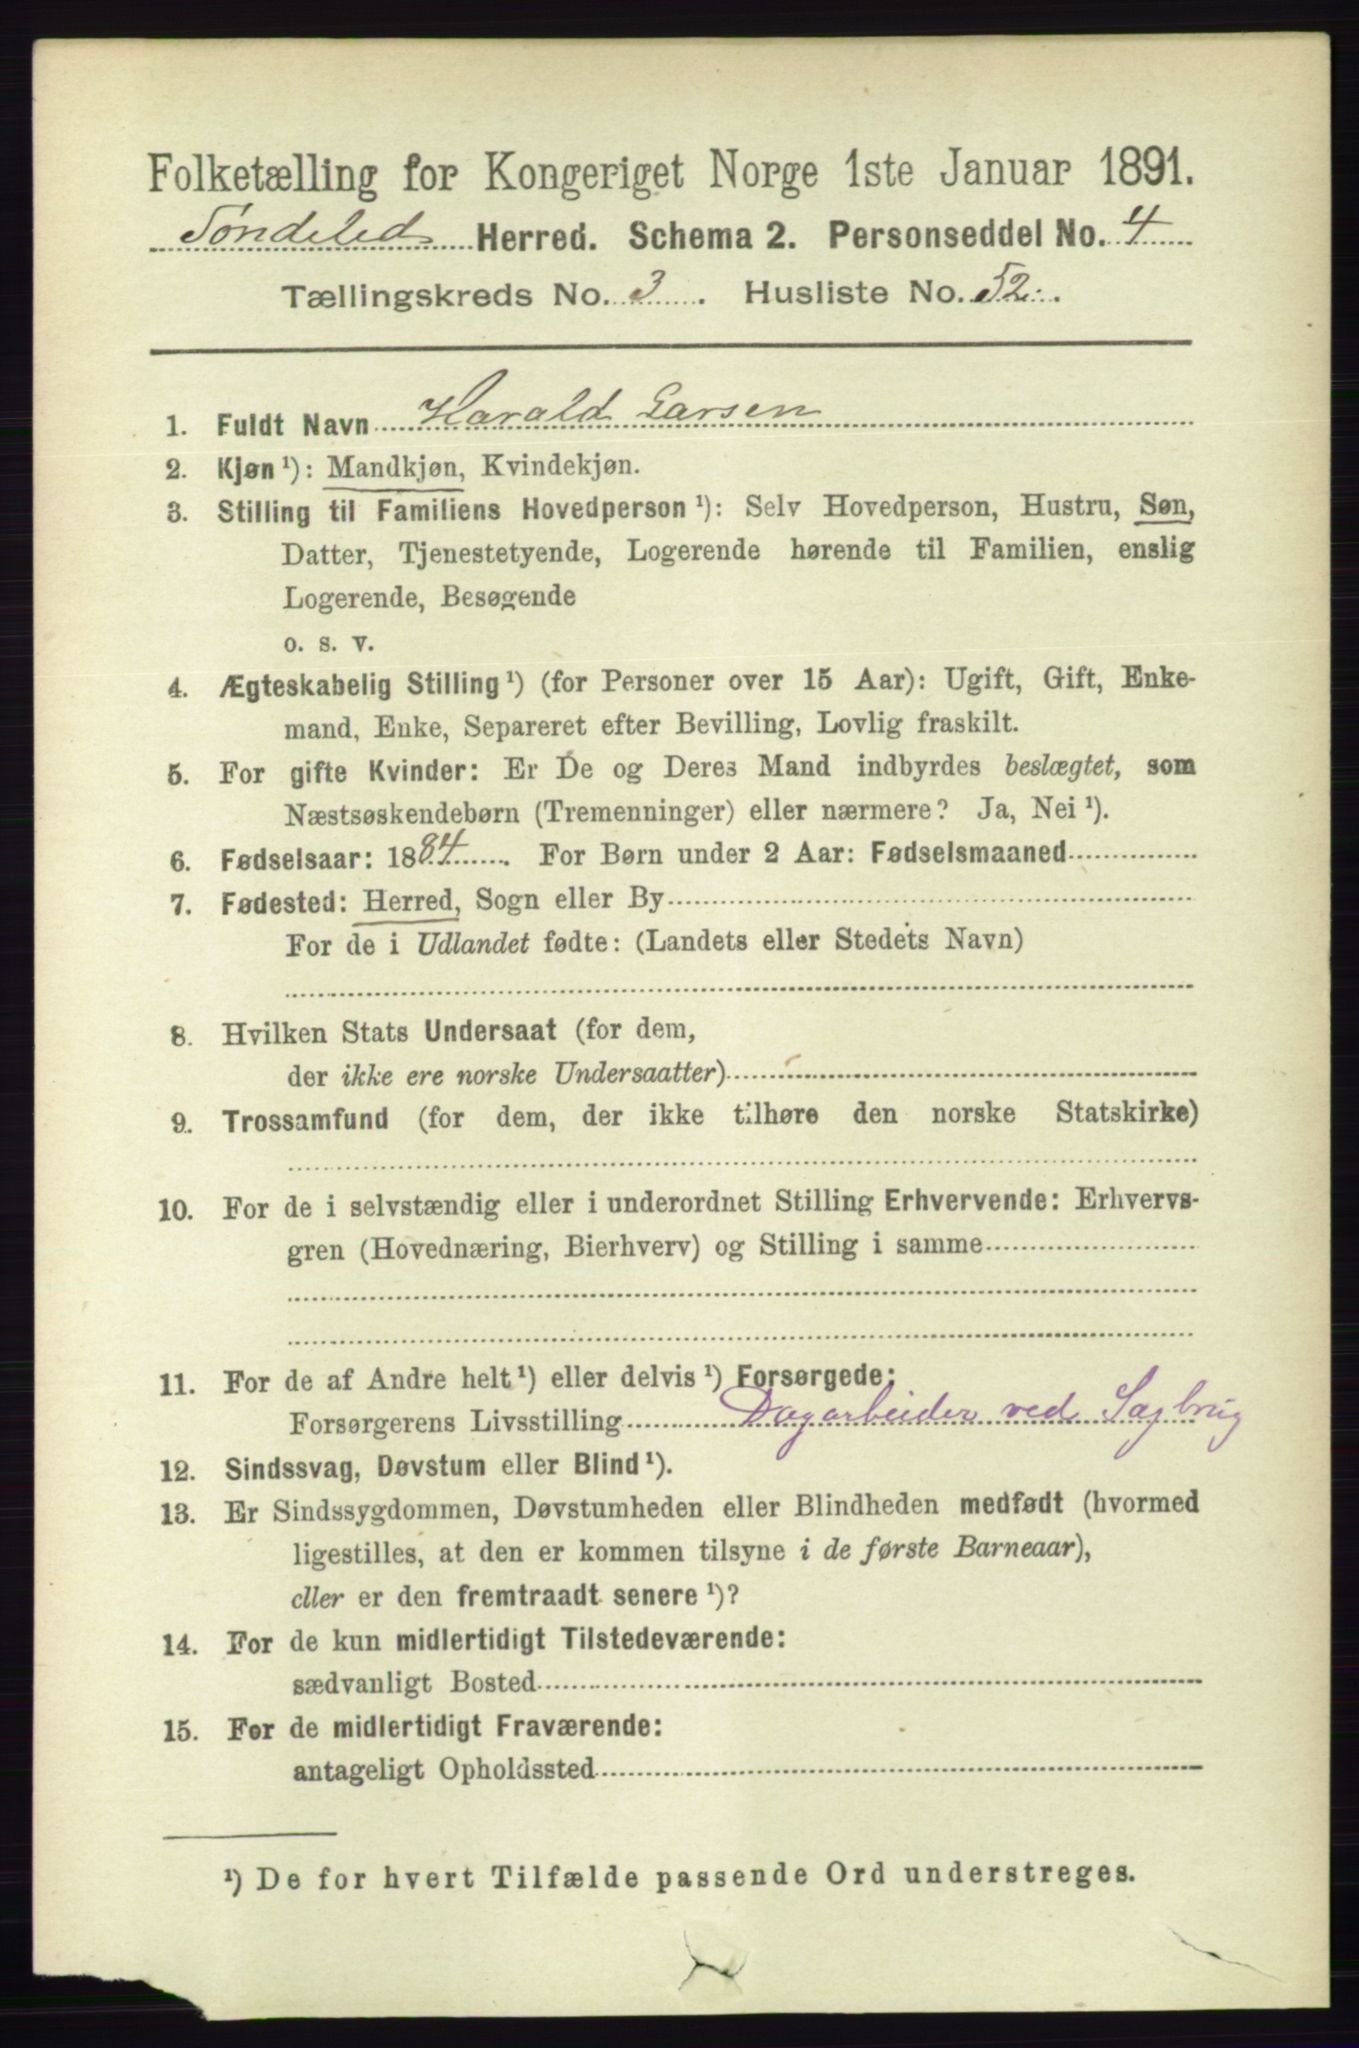 Folketælling for Kongeriget Norge 1ste Januar 1891.
Søndeled Herred. Schema 2. Personseddel No. 4
Tællingskreds No. 3. Husliste No. 52.
1. Fuldt Navn Harald Larsen
2. Kjøn ¹): Mandkjøn, Kvindekjøn.
3. Stilling til Familiens Hovedperson ¹): Selv Hovedperson, Hustru, Søn,
Datter, Tjenestetyende, Logerende hørende til Familien, enslig
Logerende, Besøgende
o. s. v.
4. Ægteskabelig Stilling ¹) (for Personer over 15 Aar): Ugift, Gift, Enke-
mand, Enke, Separeret efter Bevilling, Lovlig fraskilt.
5. For gifte Kvinder: Er De og Deres Mand indbyrdes beslægtet, som
Næstsøskendebørn (Tremenninger) eller nærmere? Ja, Nei ¹).
6. Fødselsaar: 1884. For Børn under 2 Aar: Fødselsmaaned
7. Fødested: Herred, Sogn eller By
For de i Udlandet fødte: (Landets eller Stedets Navn)
8. Hvilken Stats Undersaat (for dem,
der ikke ere norske Undersaatter)
9. Trossamfund (for dem, der ikke tilhøre den norske Statskirke)
10. For de i selvstændig eller i underordnet Stilling Erhvervende: Erhvervs-
gren (Hovednæring, Bierhverv) og Stilling i samme
11. For de af Andre helt ¹) eller delvis ¹) Forsørgede:
Forsørgerens Livsstilling Dagarbeider ved Sagbrug
12. Sindssvag, Døvstum eller Blind ¹).
13. Er Sindssygdommen, Døvstumheden eller Blindheden medfødt (hvormed
ligestilles, at den er kommen tilsyne i de første Barneaar),
eller er den fremtraadt senere ¹)?
14. For de kun midlertidigt Tilstedeværende:
sædvanligt Bosted
15. For de midlertidigt Fraværende:
antageligt Opholdssted
¹) De for hvert Tilfælde passende Ord understreges.